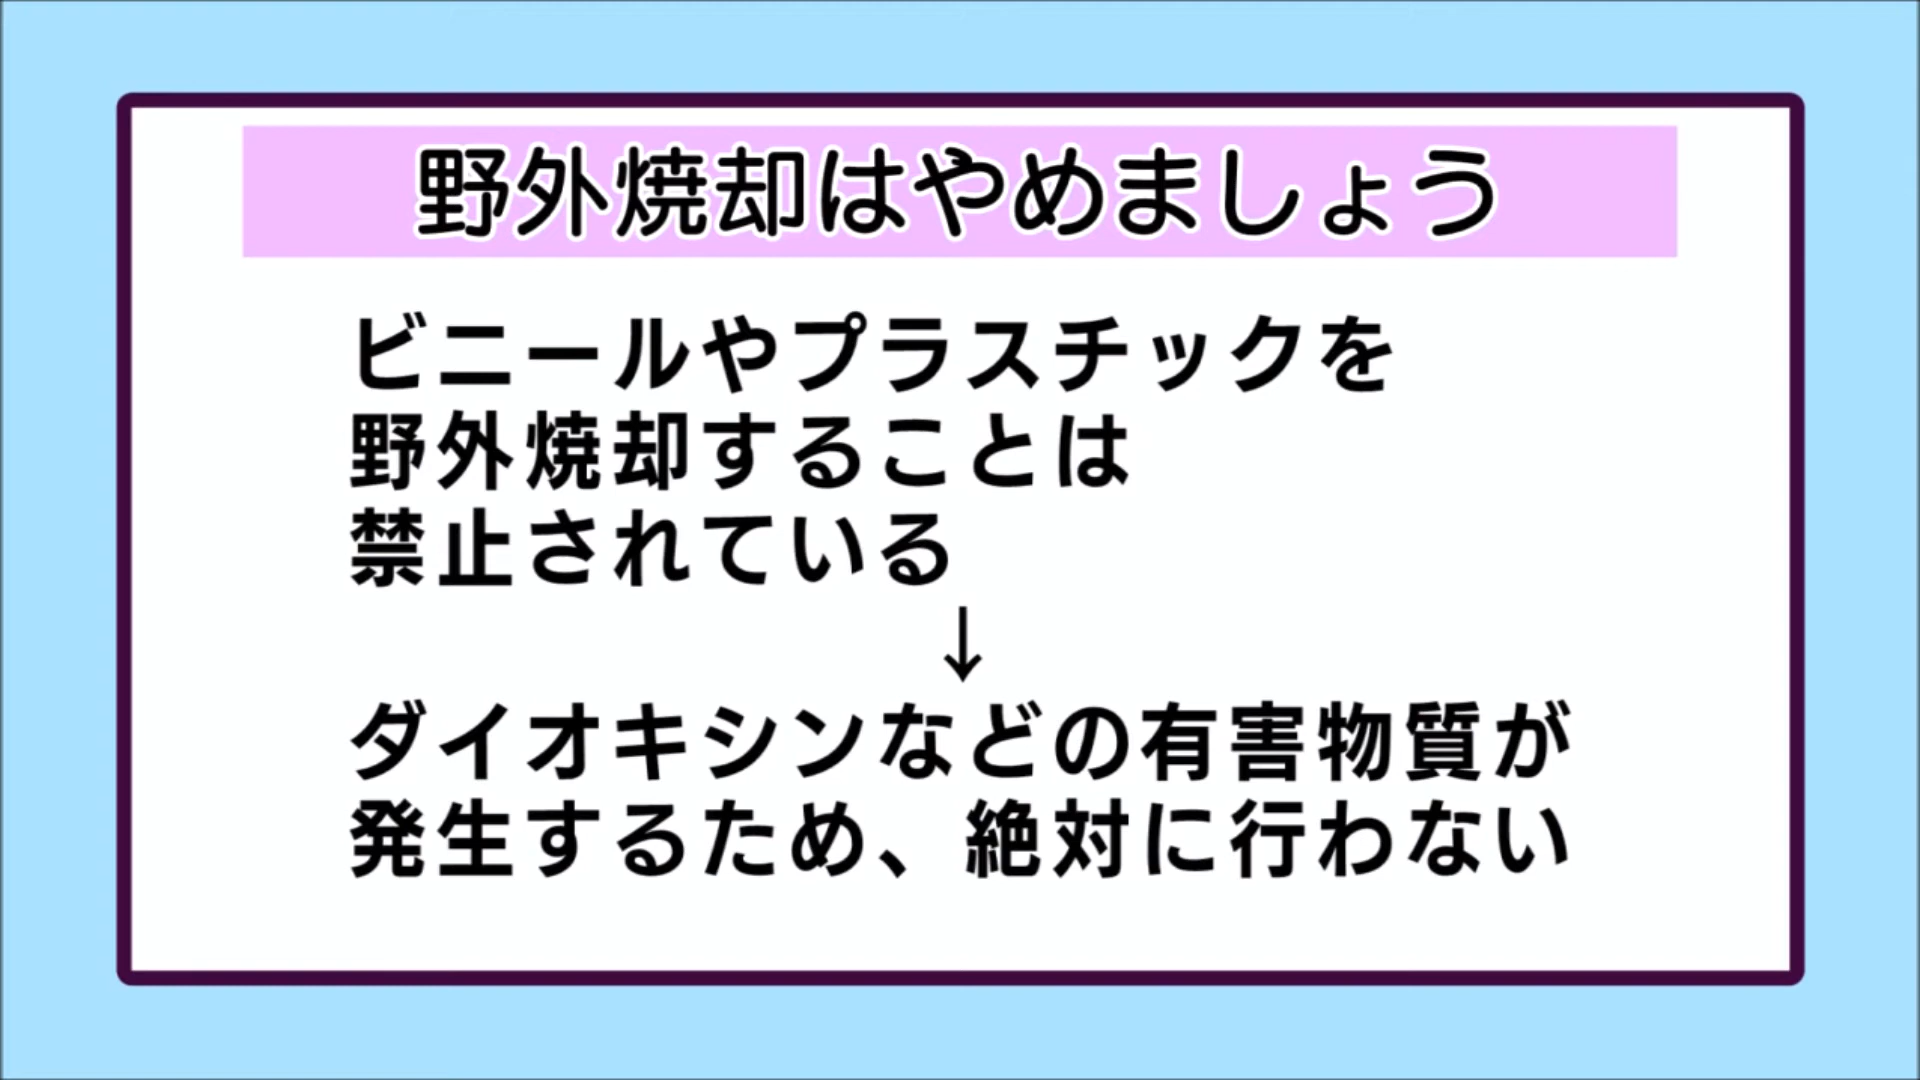 野外焼却はやめましょう
ビニールやプラスチックを
野外焼却することは
禁止されている
↓
ダイオキシンなどの有害物質が
発生するため、絶対に行わない